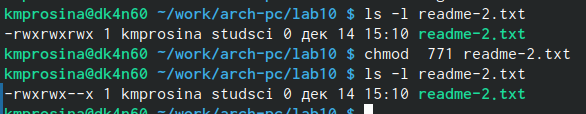 kmprosina@dk4n60 ~/work/arch-pc/lab10 $ ls -l readme-2.txt
-rwxrwxrwx 1 kmprosina studsci 0 дек 14 15:10 readme-2.txt
kmprosina@dk4n60 ~/work/arch-pc/lab10 $ chmod  771 readme-2.txt
kmprosina@dk4n60 ~/work/arch-pc/lab10 $ ls -l readme-2.txt
-rwxrwx--x 1 kmprosina studsci 0 дек 14 15:10 readme-2.txt
kmprosina@dk4n60 ~/work/arch-pc/lab10 $